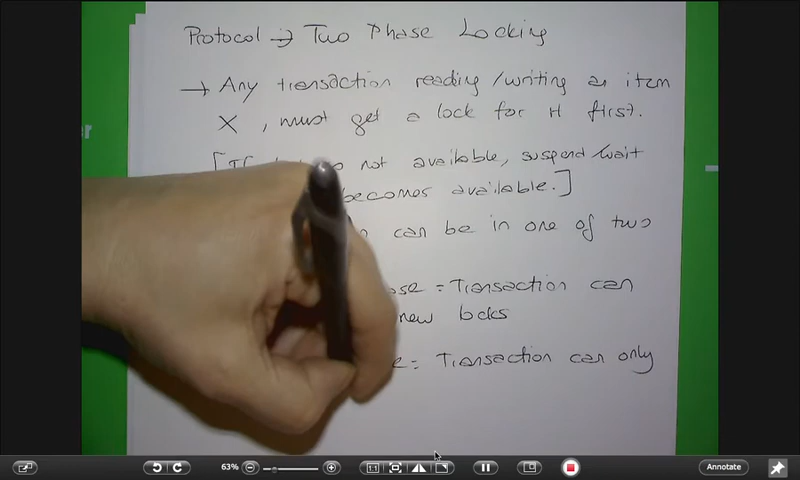 Protocol → Two Phase Locking
→ Any transaction reading/writing an item
X, must get a lock for it first.
[If not available, suspend/wait
becomes available.]
can be in one of two
= Transaction can
new locks
= Transaction can only
63%
1:1
Annotate